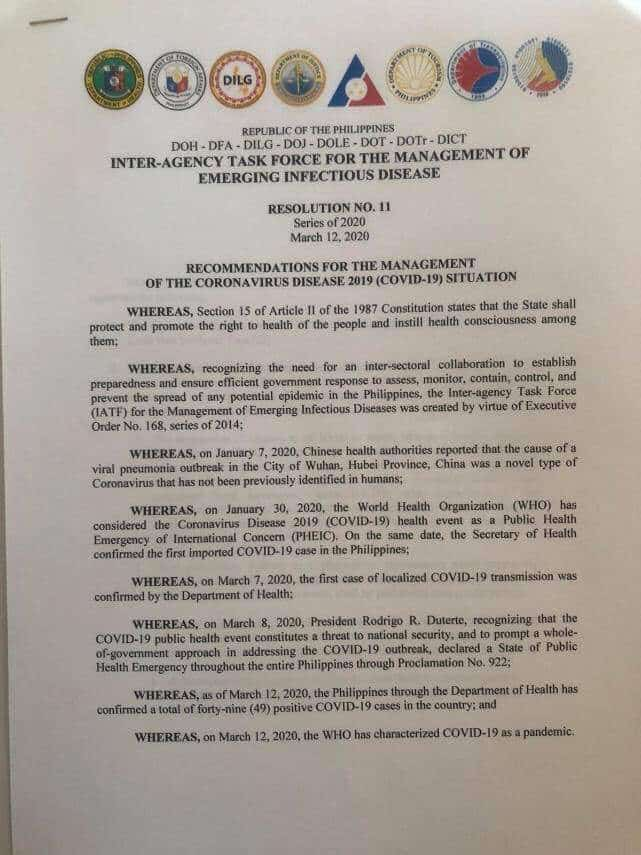 DILG
REPUBLIC OF THE PHILIPPINES
DOH - DFA - DILG - DOJ - DOLE - DOT - DOTr - DICT
INTER-AGENCY TASK FORCE FOR THE MANAGEMENT OF
EMERGING INFECTIOUS DISEASE
RESOLUTION NO. 11
Series of 2020
March 12, 2020
RECOMMENDATIONS FOR THE MANAGEMENT
OF THE CORONAVIRUS DISEASE 2019 (COVID-19) SITUATION
WHEREAS, Section 15 of Article II of the 1987 Constitution states that the State shall
protect and promote the right to health of the people and instill health consciousness among
them;
WHEREAS, recognizing the need for an inter-sectoral collaboration to establish
preparedness and ensure efficient government response to assess, monitor, contain, control, and
prevent the spread of any potential epidemic in the Philippines, the Inter-agency Task Force
(IATF) for the Management of Emerging Infectious Diseases was created by virtue of Executive
Order No. 168, series of 2014;
WHEREAS, on January 7, 2020, Chinese health authorities reported that the cause of a
viral pneumonia outbreak in the City of Wuhan, Hubei Province, China was a novel type of
Coronavirus that has not been previously identified in humans;
WHEREAS, on January 30, 2020, the World Health Organization (WHO) has
considered the Coronavirus Disease 2019 (COVID-19) health event as a Public Health
Emergency of International Concern (PHEIC). On the same date, the Secretary of Health
confirmed the first imported COVID-19 case in the Philippines;
WHEREAS, on March 7, 2020, the first case of localized COVID-19 transmission was
confirmed by the Department of Health;
WHEREAS, on March 8, 2020, President Rodrigo R. Duterte, recognizing that the
COVID-19 public health event constitutes a threat to national security, and to prompt a whole-
of-government approach in addressing the COVID-19 outbreak, declared a State of Public
Health Emergency throughout the entire Philippines through Proclamation No. 922;
WHEREAS, as of March 12, 2020, the Philippines through the Department of Health has
confirmed a total of forty-nine (49) positive COVID-19 cases in the country; and
WHEREAS, on March 12, 2020, the WHO has characterized COVID-19 as a pandemic.